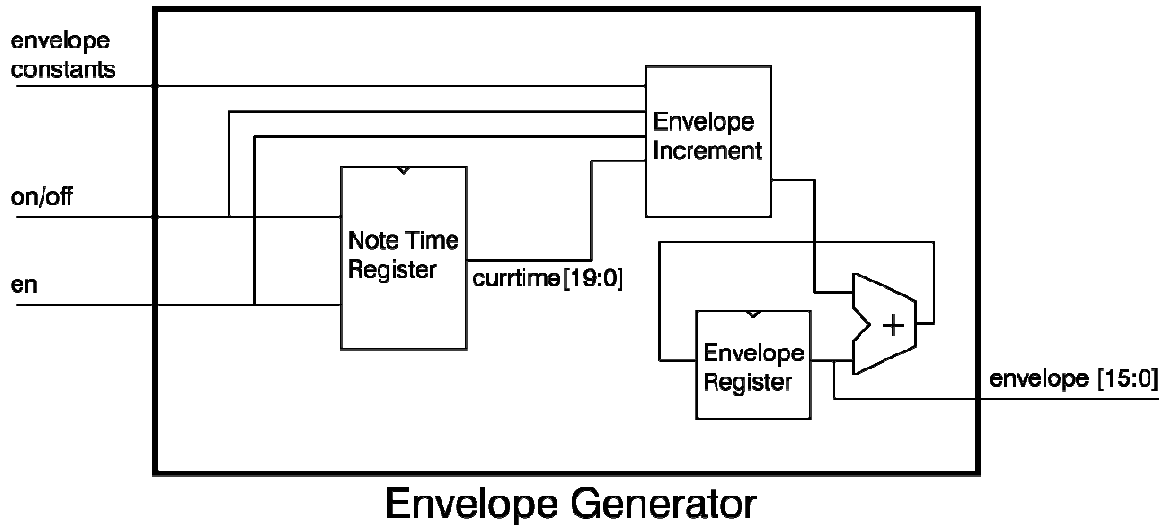 envelope
constants
on/off
en
Envelope
Increment
Note Time
Register
currtime[19:0]
+
Envelope
Register
envelope [15:0]
Envelope Generator